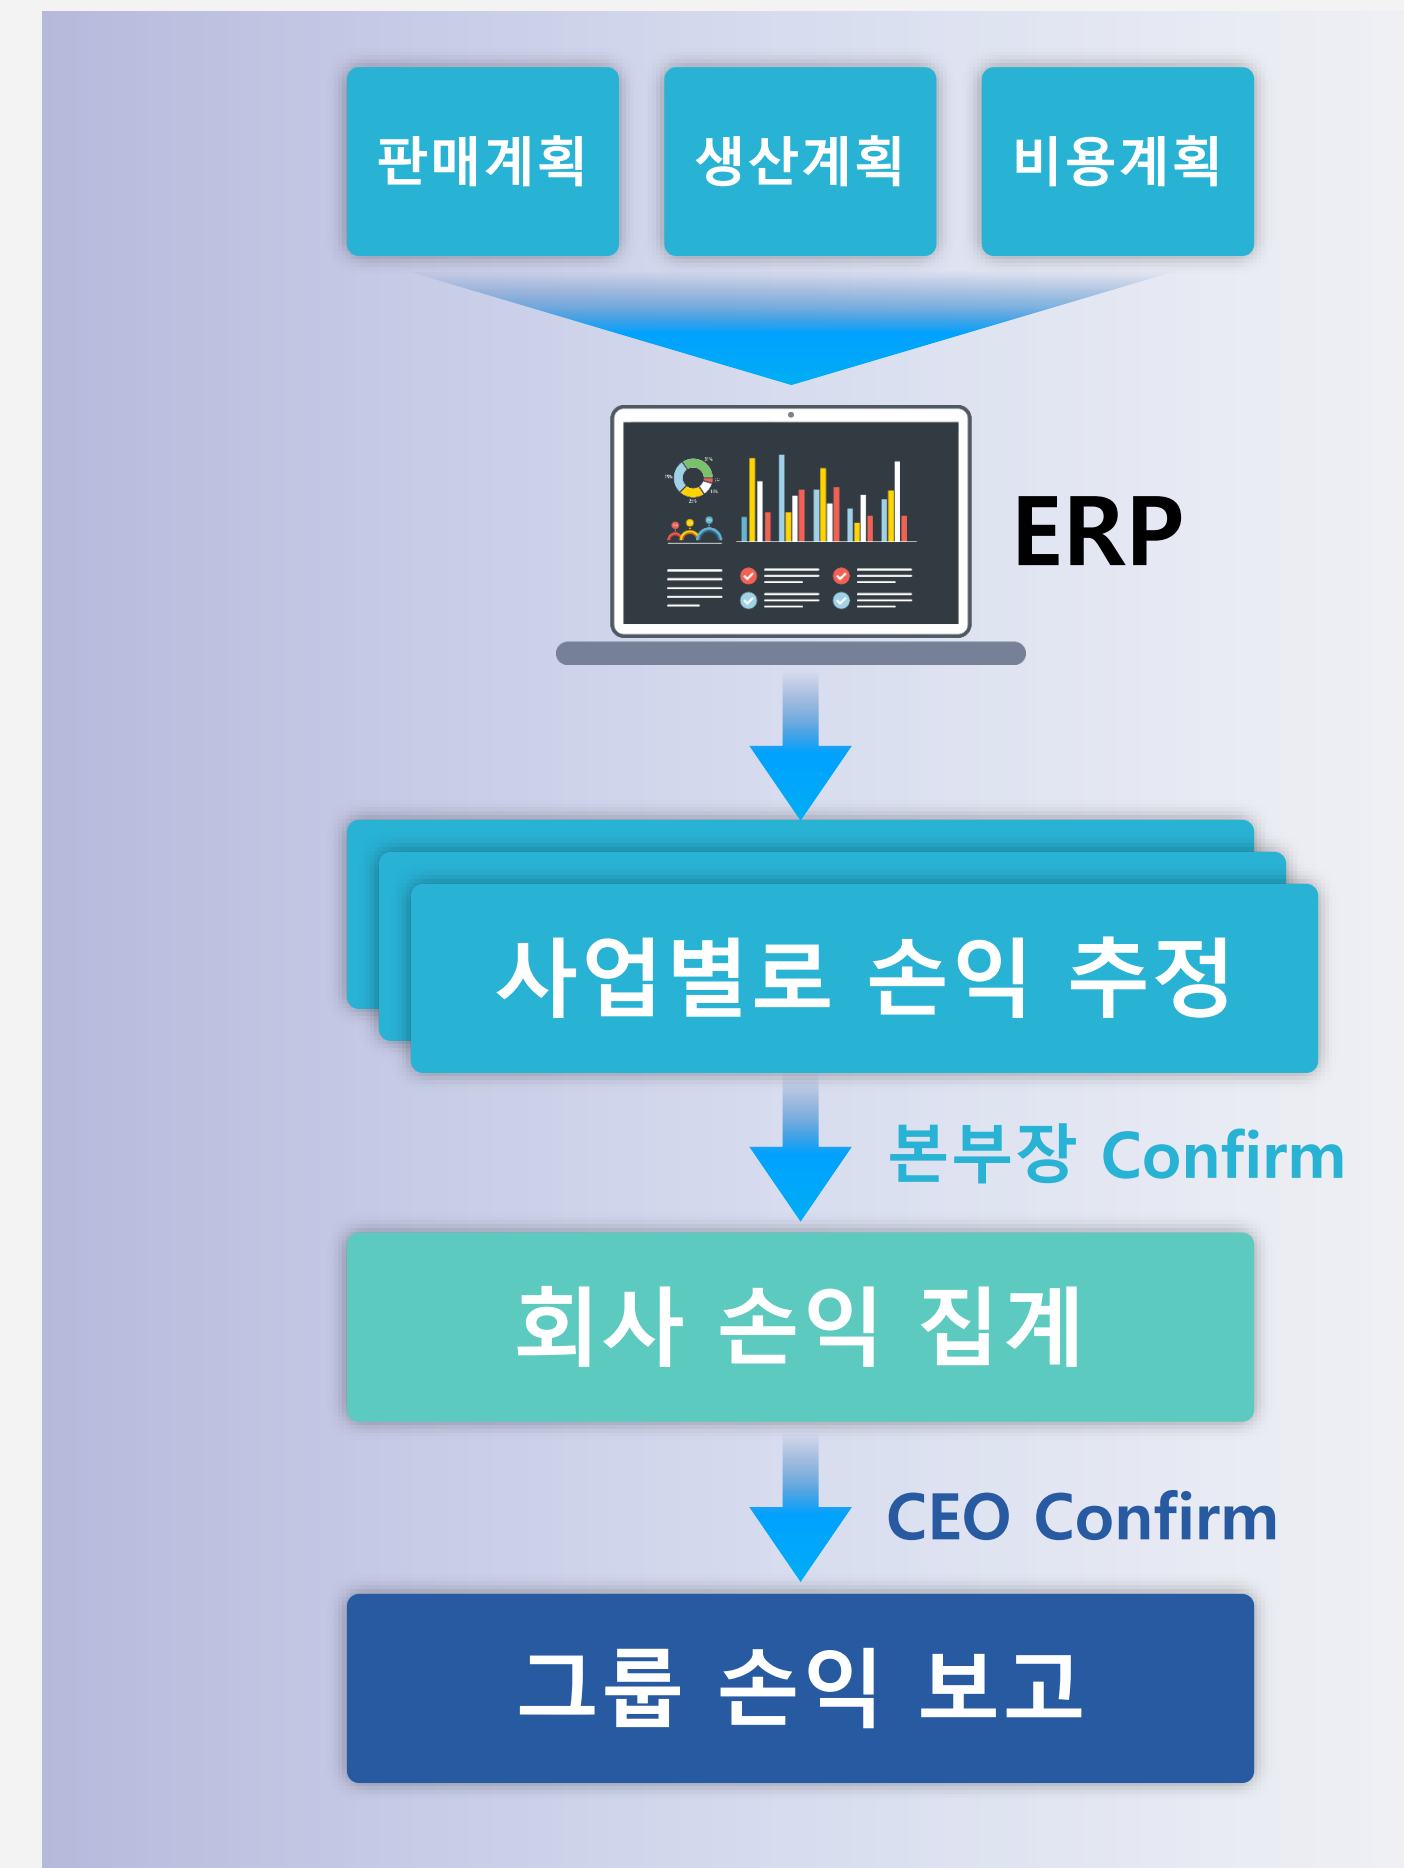 판매계획 생산계획 비용계획
ERP
사업별로 손익 추정
본부장 Confirm
회사 손익 집계
CEO Confirm
그룹 손익 보고